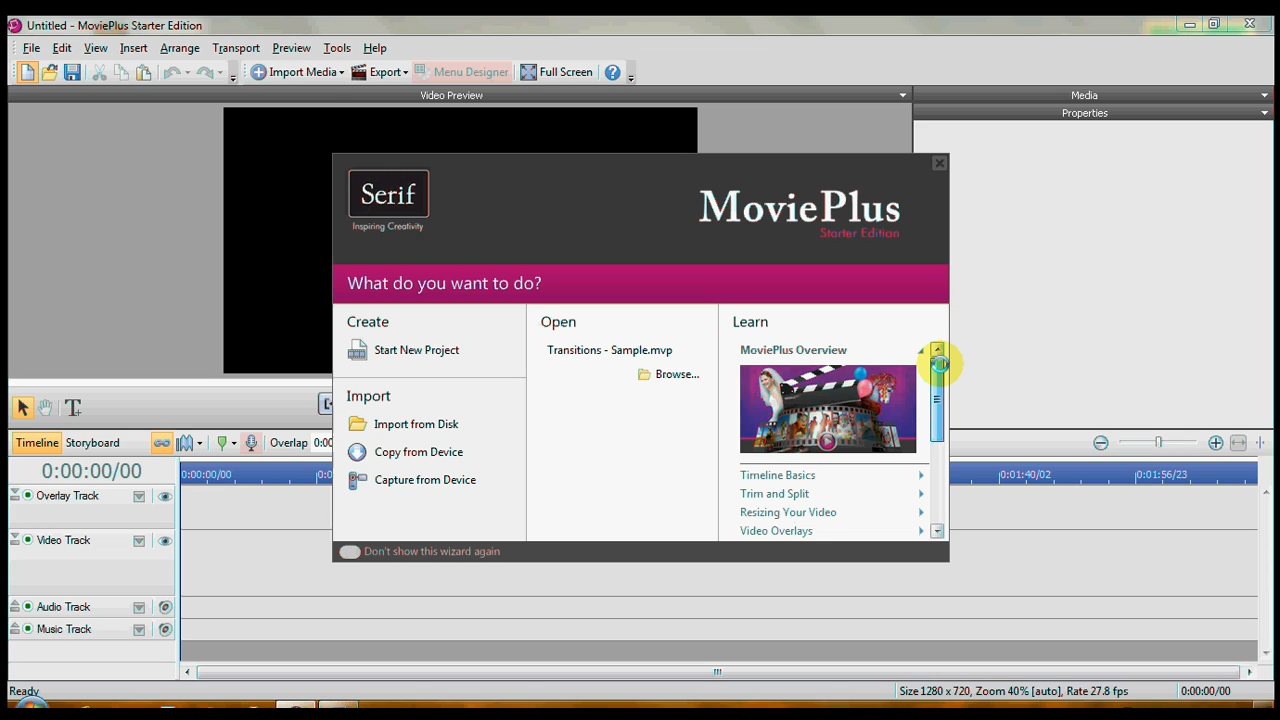 Untitled - MoviePlus Starter Edition
File Edit View Insert Arrange Transport Preview Tools Help
Import Media Export Menu Designer Full Screen
Video Preview
Media
Properties
Serif
Inspiring Creativity
MoviePlus
Starter Edition
What do you want to do?
Create
Start New Project
Import
Import from Disk
Copy from Device
Capture from Device
Open
Transitions - Sample.mvp
Browse...
Learn
MoviePlus Overview
Timeline Basics
Trim and Split
Resizing Your Video
Video Overlays
Don't show this wizard again
Timeline Storyboard Overlap
0:00:00/00
0:00:00/00 0:01:40/02 0:01:56/23
Overlay Track
Video Track
Audio Track
Music Track
Ready Size 1280 x 720, Zoom 40% [auto], Rate 27.8 fps 0:00:00/00